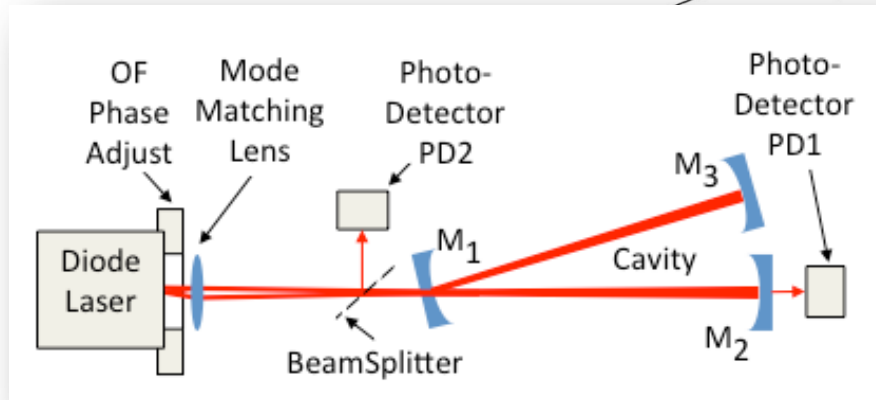 OF
Phase
Adjust
Mode
Matching
Lens
Photo-
Detector
PD2
Photo-
Detector
PD1
M3
M1
Diode
Laser
Cavity
M2
BeamSplitter